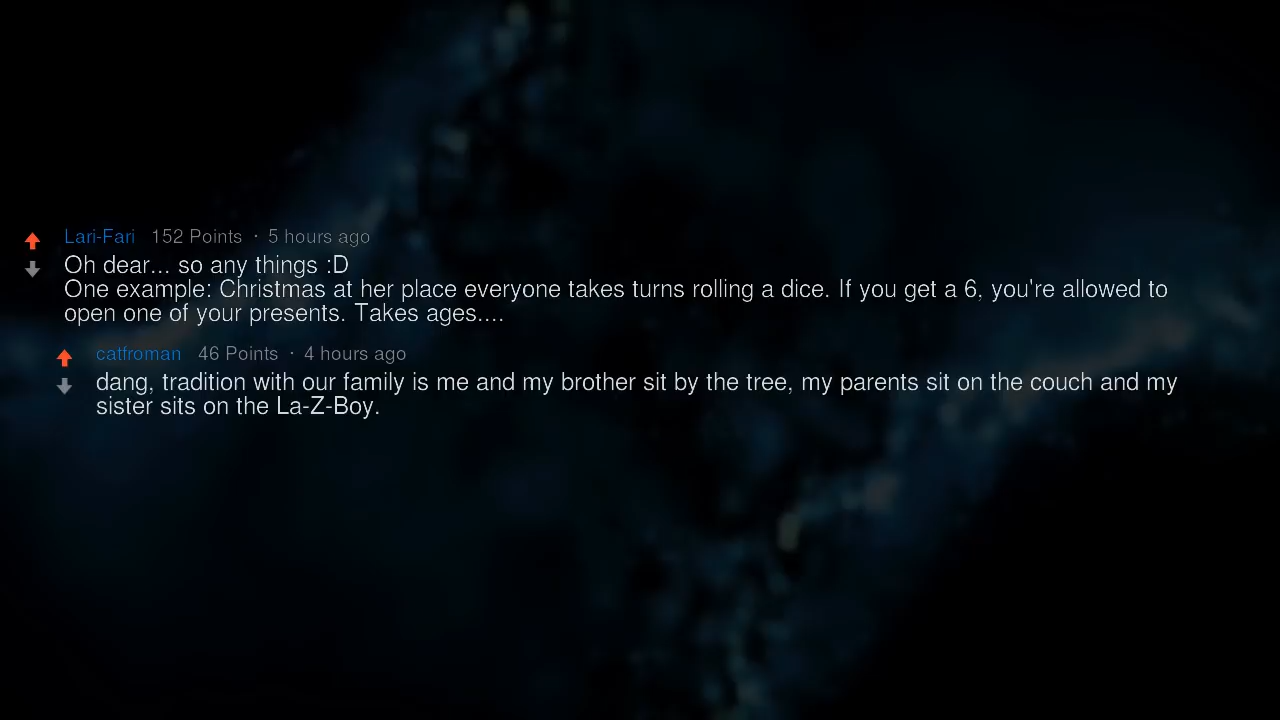 Lari-Fari 152 Points · 5 hours ago
Oh dear... so any things :D
One example: Christmas at her place everyone takes turns rolling a dice. If you get a 6, you're allowed to
open one of your presents. Takes ages....
catfroman 46 Points · 4 hours ago
dang, tradition with our family is me and my brother sit by the tree, my parents sit on the couch and my
sister sits on the La-Z-Boy.